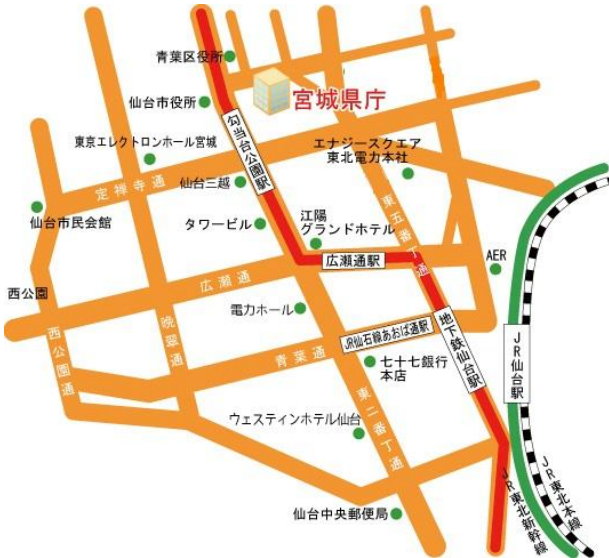 青葉区役所
宮城県庁
仙台市役所
勾当台公園駅
東京エレクトロンホール宮城
エナジースクエア
東北電力本社
定禅寺通
仙台三越
仙台市民会館
タワービル
江陽
グランドホテル
東五番丁通
広瀬通駅
AER
広瀬通
西公園
電力ホール
JR仙石線あおば通駅
地下鉄仙台駅
JR仙台駅
西公園通
晩翠通
青葉通
七十七銀行
本店
東二番丁通
ウェスティンホテル仙台
仙台中央郵便局
JR東北新幹線
JR東北本線